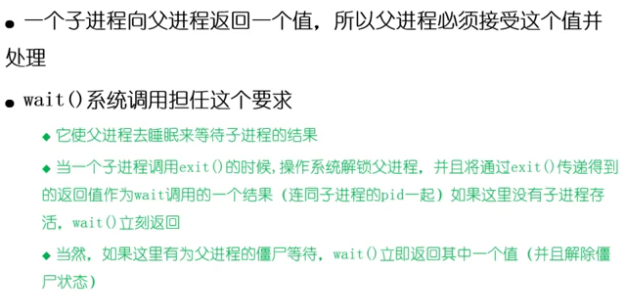 ● 一个子进程向父进程返回一个值，所以父进程必须接受这个值并
处理
● wait()系统调用担任这个要求
◆ 它使父进程去睡眠来等待子进程的结果
◆ 当一个子进程调用exit()的时候,操作系统解锁父进程，并且将通过exit()传递得到
的返回值作为wait调用的一个结果（连同子进程的pid一起）如果这里没有子进程存
活，wait()立刻返回
◆ 当然，如果这里有为父进程的僵尸等待，wait()立即返回其中一个值（并且解除僵
尸状态）